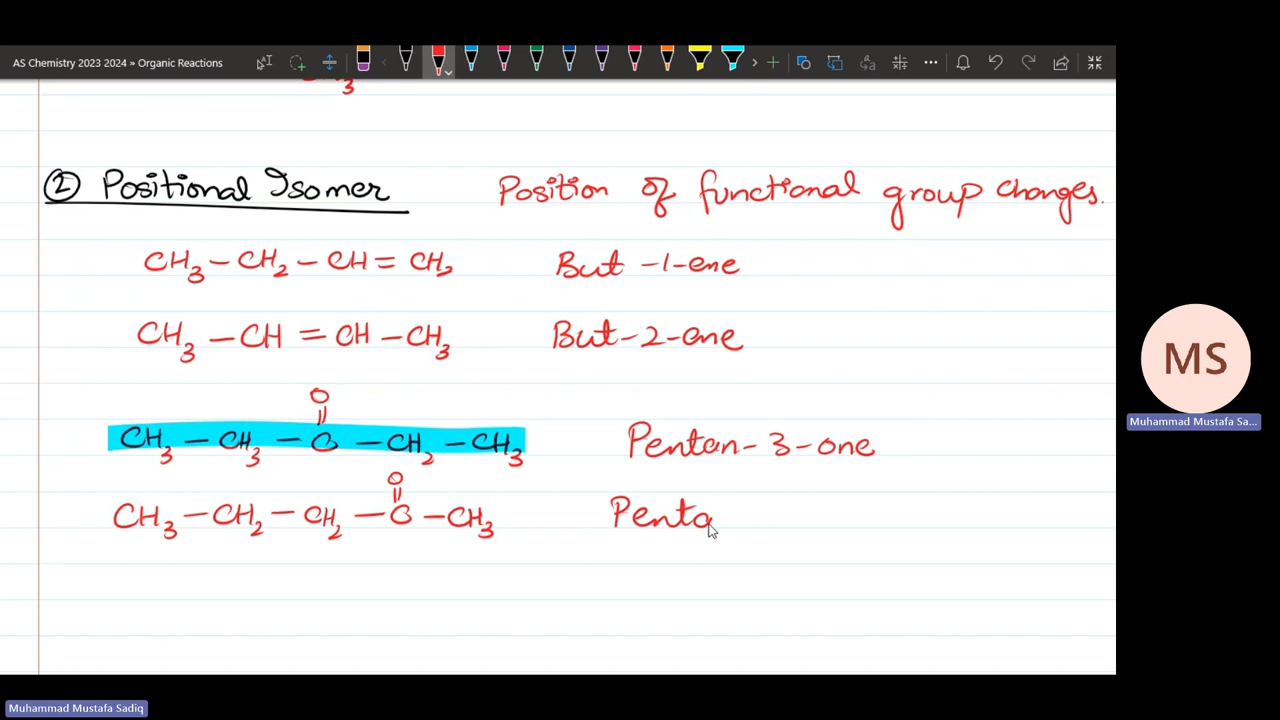 AS Chemistry 2023 2024 » Organic Reactions
CH3
② Positional Isomer Position of functional group changes.
CH3 – CH2 – CH = CH2 But -1-ene
CH3 – CH = CH – CH3 But-2-ene
O
||
CH3 – CH3 – C – CH2 – CH3 Pentan-3-one
O
||
CH3 – CH2 – CH2 – C – CH3 Penta
MS
Muhammad Mustafa Sa...
Muhammad Mustafa Sadiq